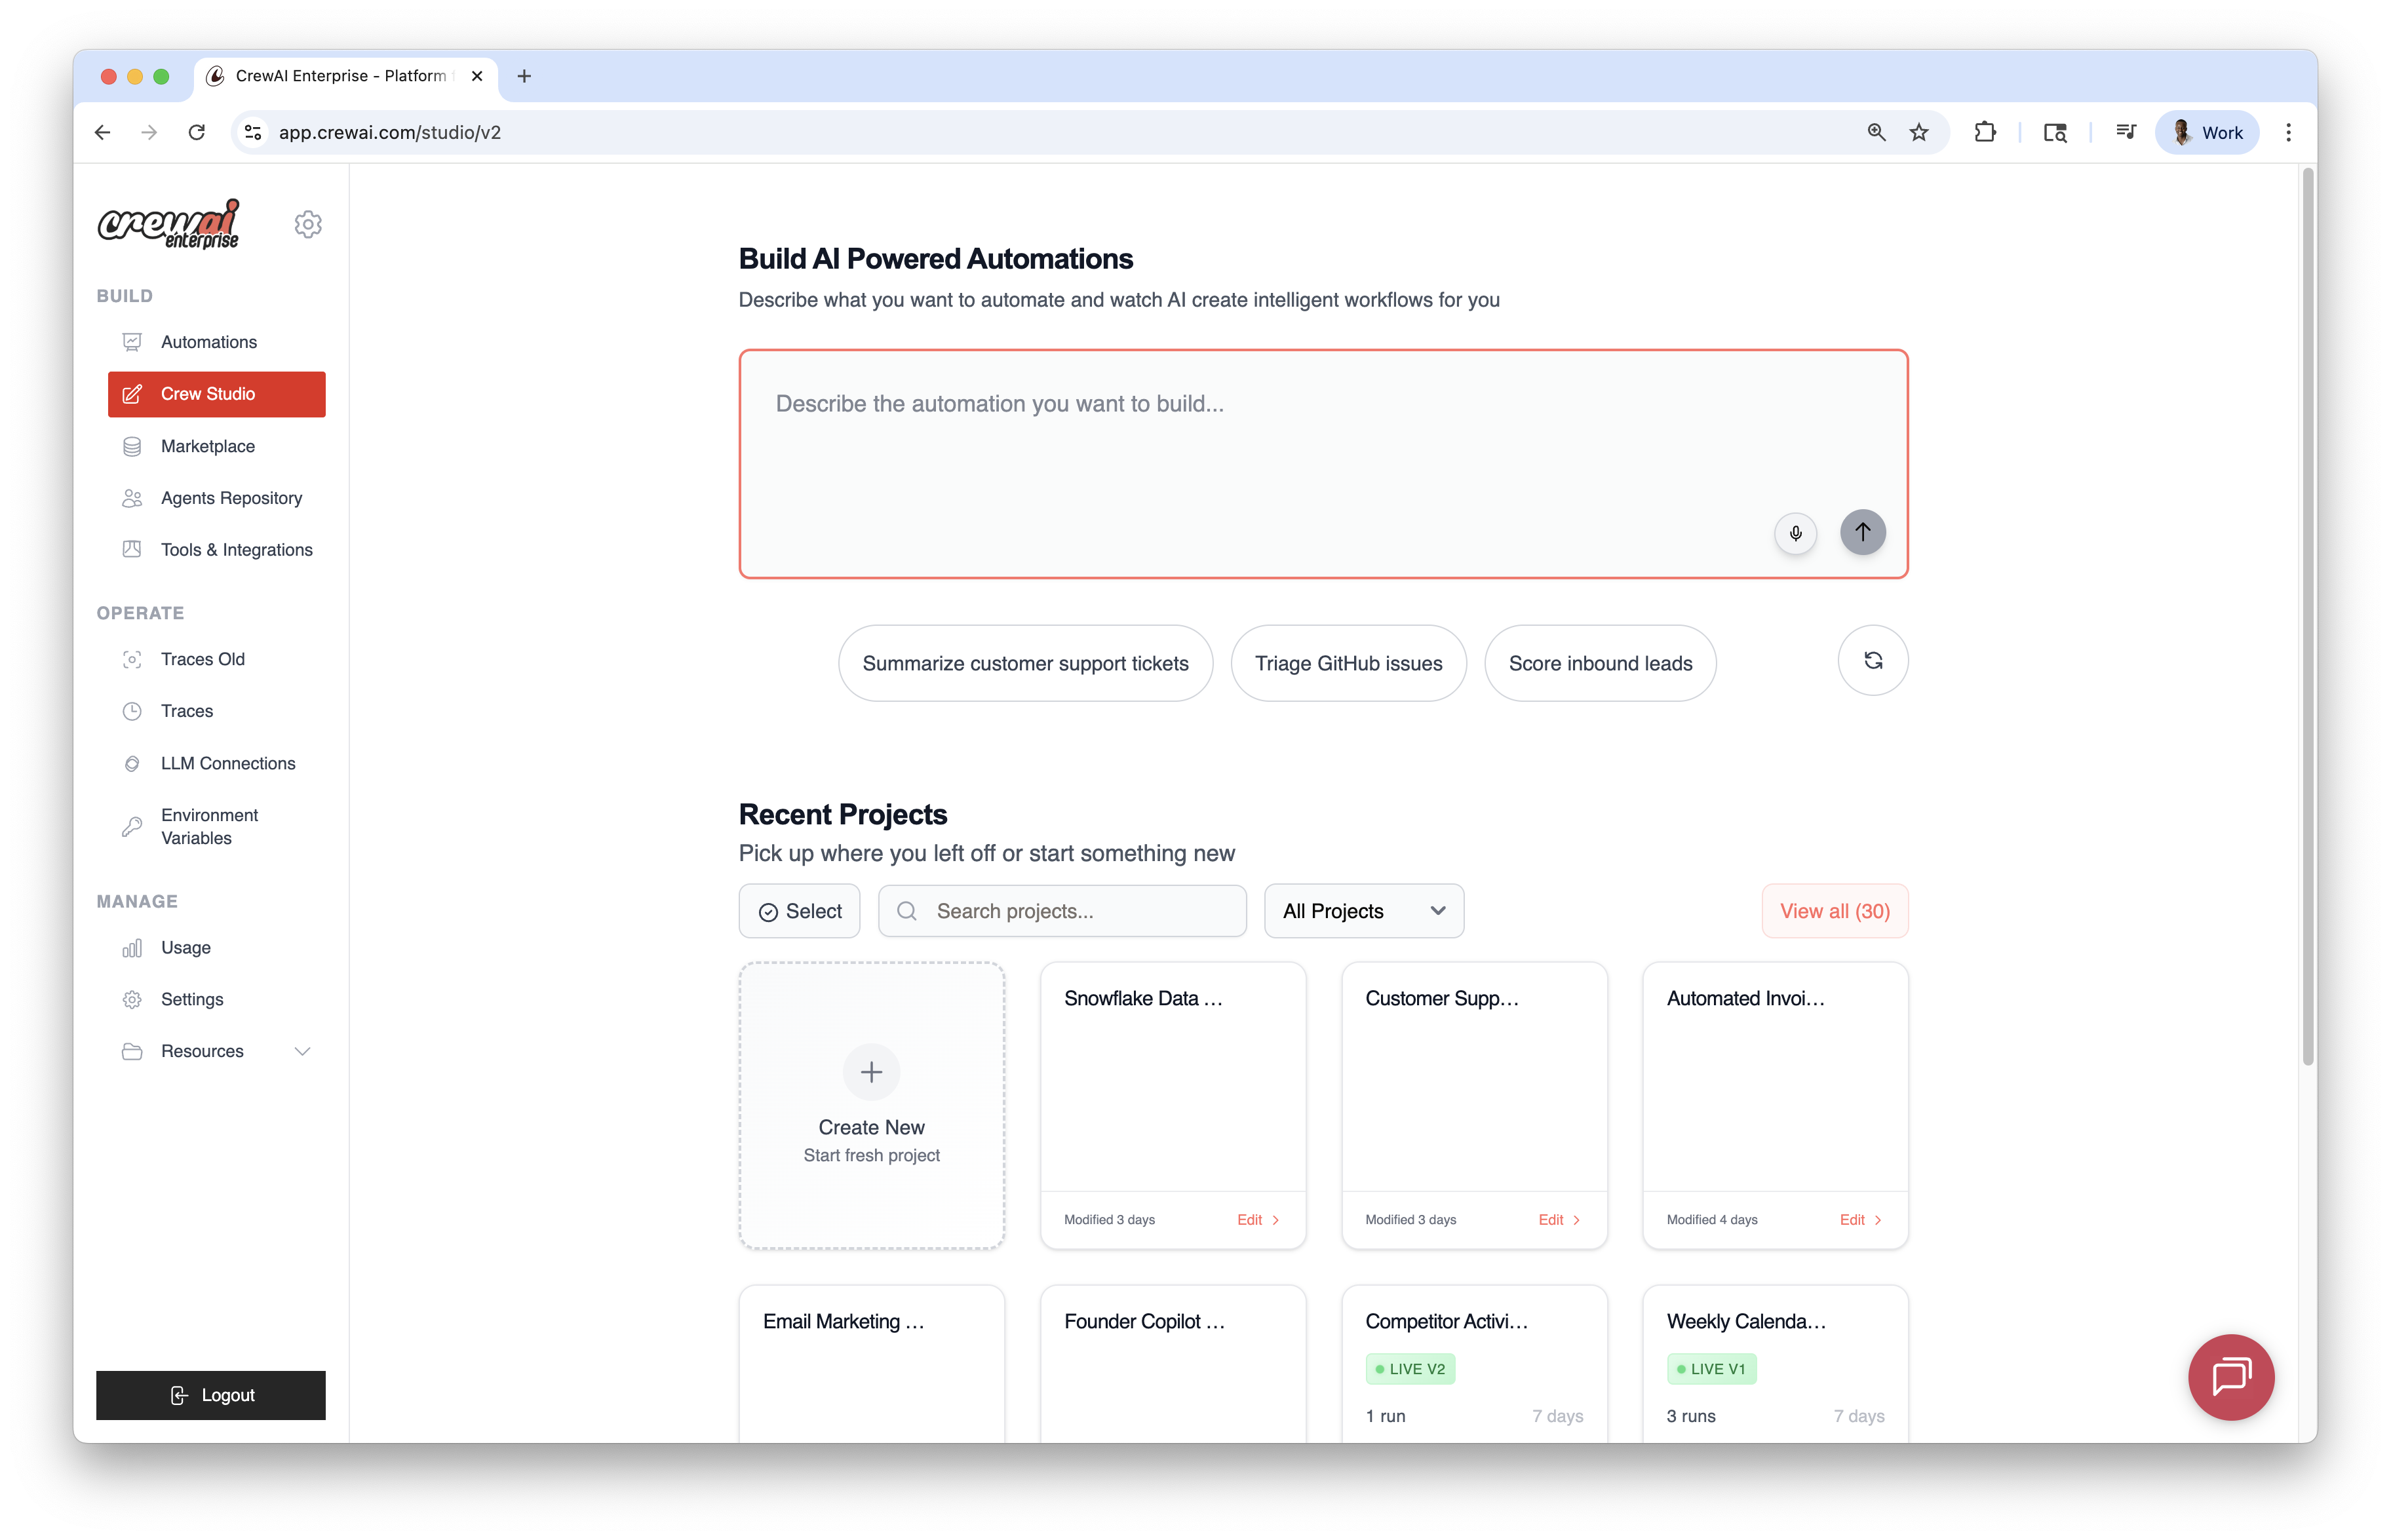 CrewAI Enterprise - Platform
app.crewai.com/studio/v2
Work
crewai
enterprise
BUILD
Automations
Crew Studio
Marketplace
Agents Repository
Tools & Integrations
OPERATE
Traces Old
Traces
LLM Connections
Environment
Variables
MANAGE
Usage
Settings
Resources
Logout
Build AI Powered Automations
Describe what you want to automate and watch AI create intelligent workflows for you
Describe the automation you want to build...
Summarize customer support tickets
Triage GitHub issues
Score inbound leads
Recent Projects
Pick up where you left off or start something new
Select
Search projects...
All Projects
View all (30)
Create New
Start fresh project
Snowflake Data ...
Modified 3 days
Edit
Customer Supp...
Modified 3 days
Edit
Automated Invoi...
Modified 4 days
Edit
Email Marketing ...
Founder Copilot ...
Competitor Activi...
LIVE V2
1 run
7 days
Weekly Calenda...
LIVE V1
3 runs
7 days